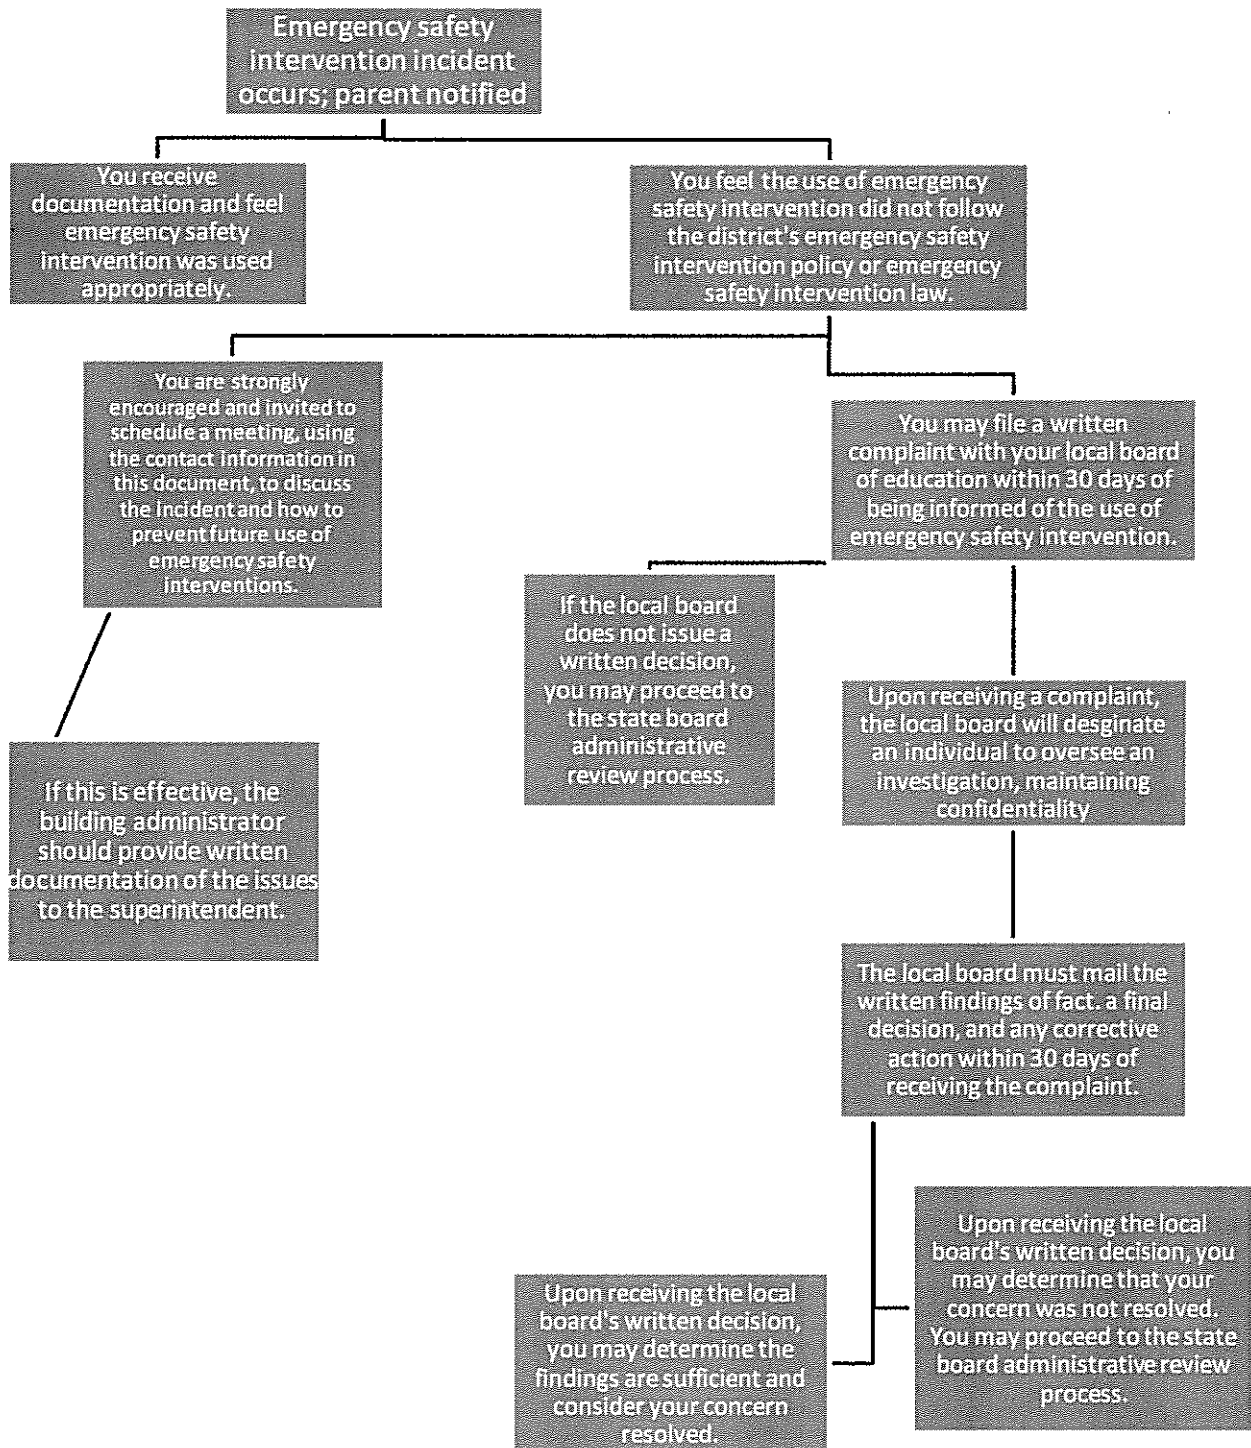 Emergency safety
intervention incident
occurs; parent notified
You receive
documentation and feel
emergency safety
intervention was used
appropriately.
You feel the use of emergency
safety intervention did not follow
the district's emergency safety
intervention policy or emergency
safety intervention law.
You are strongly
encouraged and invited to
schedule a meeting, using
the contact information in
this document, to discuss
the incident and how to
prevent future use of
emergency safety
interventions.
You may file a written
complaint with your local board
of education within 30 days of
being informed of the use of
emergency safety intervention.
If the local board
does not issue a
written decision,
you may proceed to
the state board
administrative
review process.
Upon receiving a complaint,
the local board will desginate
an individual to oversee an
investigation, maintaining
confidentiality
If this is effective, the
building administrator
should provide written
documentation of the issues
to the superintendent.
The local board must mail the
written findings of fact. a final
decision, and any corrective
action within 30 days of
receiving the complaint.
Upon receiving the local
board's written decision, you
may determine that your
concern was not resolved.
You may proceed to the state
board administrative review
process.
Upon receiving the local
board's written decision,
you may determine the
findings are sufficient and
consider your concern
resolved.